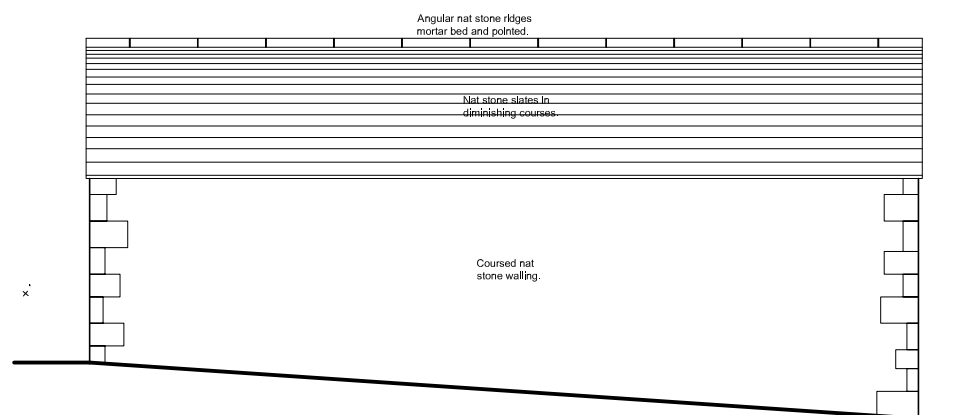 Angular nat stone ridges
mortar bed and pointed.
Nat stone slates in
diminishing courses.
Coursed nat
stone walling.